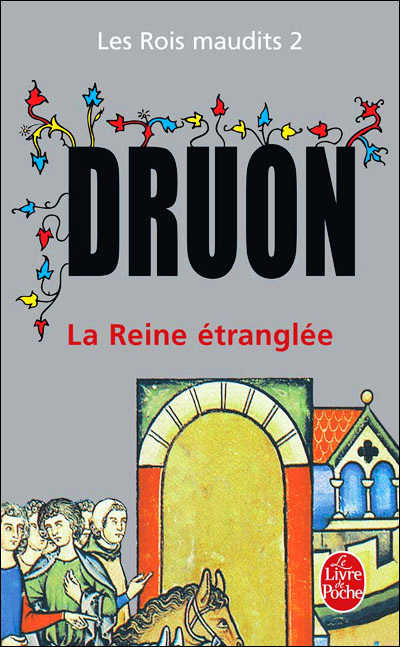 Les Rois maudits 2
DRUON
La Reine étranglée
Le
Livre
de
Poche